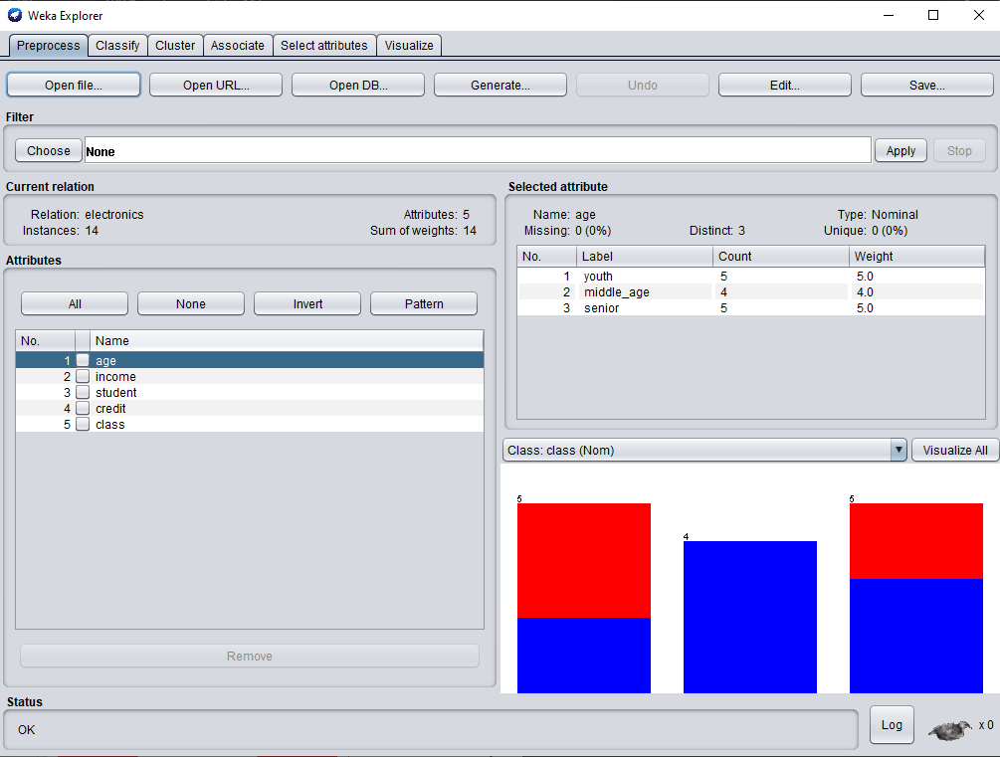 Weka Explorer
Preprocess Classify Cluster Associate Select attributes Visualize
Open file... Open URL... Open DB... Generate... Undo Edit... Save...
Filter
Choose None Apply Stop
Current relation
Relation: electronics Attributes: 5
Instances: 14 Sum of weights: 14
Attributes
All None Invert Pattern
No. Name
1 age
2 income
3 student
4 credit
5 class
Remove
Selected attribute
Name: age Type: Nominal
Missing: 0 (0%) Distinct: 3 Unique: 0 (0%)
No. Label Count Weight
1 youth 5 5.0
2 middle_age 4 4.0
3 senior 5 5.0
Class: class (Nom) Visualize All
5 4 5
Status
OK Log x 0